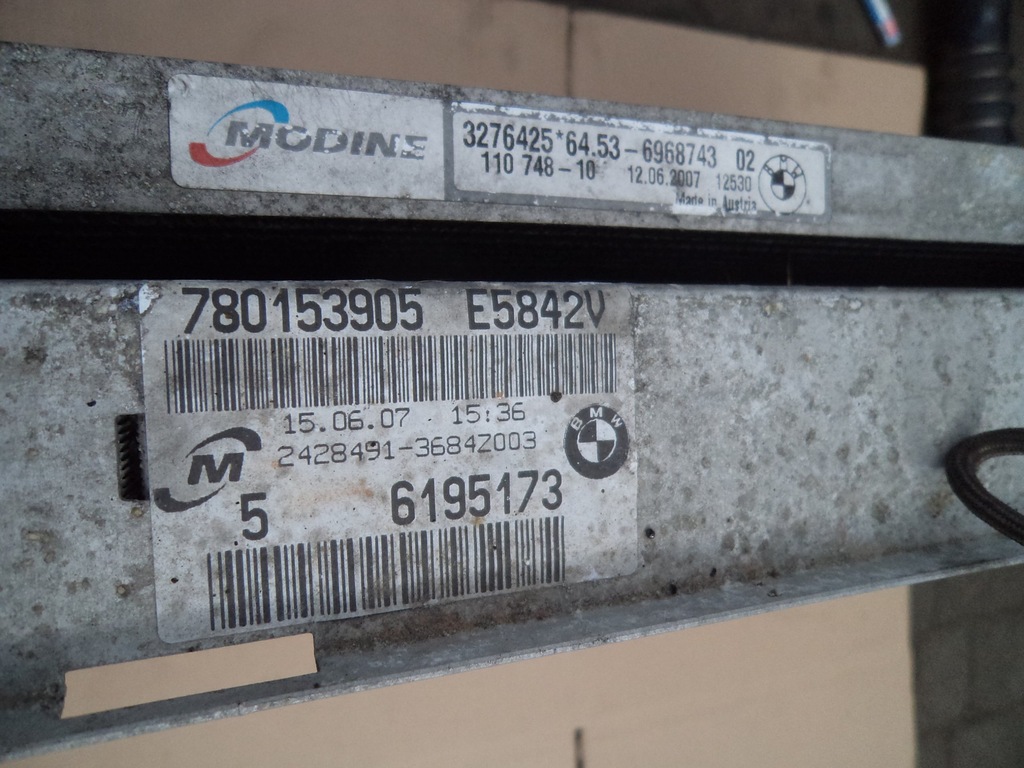 MODINE
3276425*64.53-6968743 02
110 748-10 12.06.2007 12530
Made in Austria
BMW
780153905 E5842V
15.06.07 15:36
2428491-3684Z003
BMW
M
5 6195173